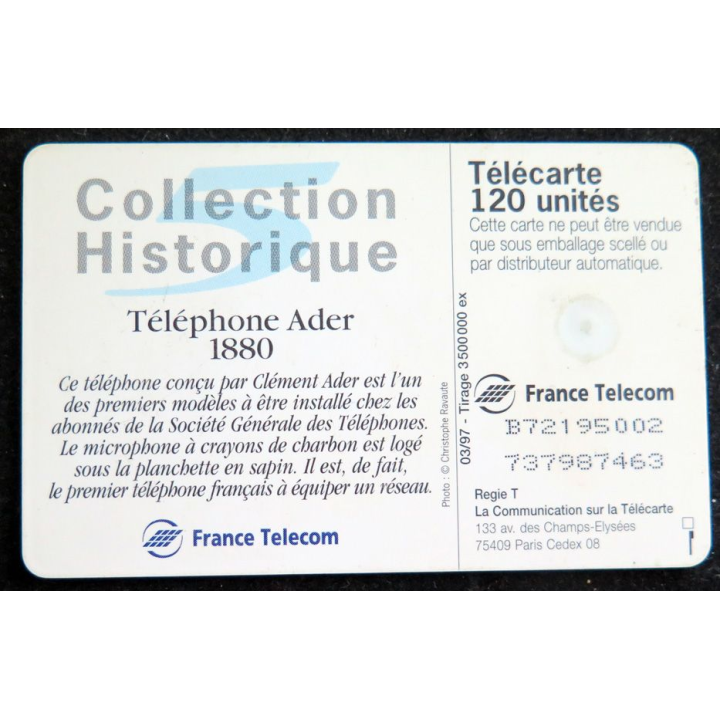 5
Collection
Historique
Téléphone Ader
1880
Ce téléphone conçu par Clément Ader est l'un
des premiers modèles à être installé chez les
abonnés de la Société Générale des Téléphones.
Le microphone à crayons de charbon est logé
sous la planchette en sapin. Il est, de fait,
le premier téléphone français à équiper un réseau.
France Telecom
Photo : © Christophe Ravaute
03/97 - Tirage 3500000 ex
Télécarte
120 unités
Cette carte ne peut être vendue
que sous emballage scellé ou
par distributeur automatique.
France Telecom
B72195002
737987463
Regie T
La Communication sur la Télécarte
133 av. des Champs-Elysées
75409 Paris Cedex 08